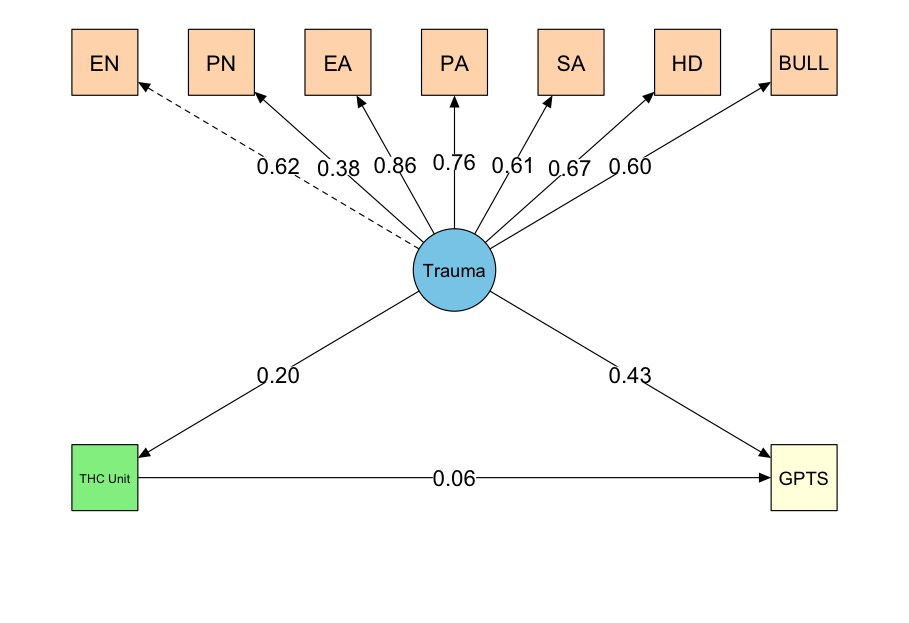 EN PN EA PA SA HD BULL
0.62 0.38 0.86 0.76 0.61 0.67 0.60
Trauma
0.20 0.43
THC Unit 0.06 GPTS